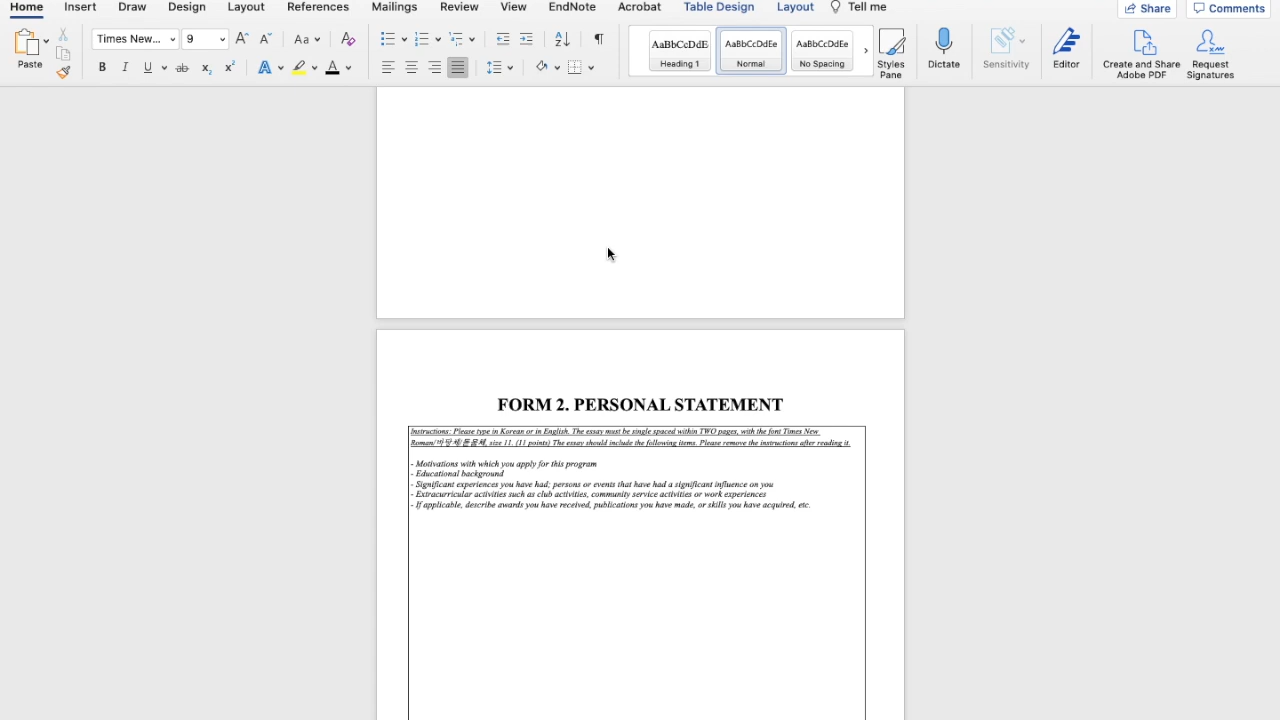 Home Insert Draw Design Layout References Mailings Review View EndNote Acrobat Table Design Layout Tell me Share Comments
Paste Times New... 9 Aa AaBbCcDdE Heading 1 AaBbCcDdEe Normal AaBbCcDdEe No Spacing Styles Pane Dictate Sensitivity Editor Create and Share Adobe PDF Request Signatures
B I U ab x₂ x² A A
FORM 2. PERSONAL STATEMENT
Instructions: Please type in Korean or in English. The essay must be single spaced within TWO pages, with the font Times New
Roman/바탕체/돋움체, size 11. (11 points) The essay should include the following items. Please remove the instructions after reading it.
- Motivations with which you apply for this program
- Educational background
- Significant experiences you have had; persons or events that have had a significant influence on you
- Extracurricular activities such as club activities, community service activities or work experiences
- If applicable, describe awards you have received, publications you have made, or skills you have acquired, etc.